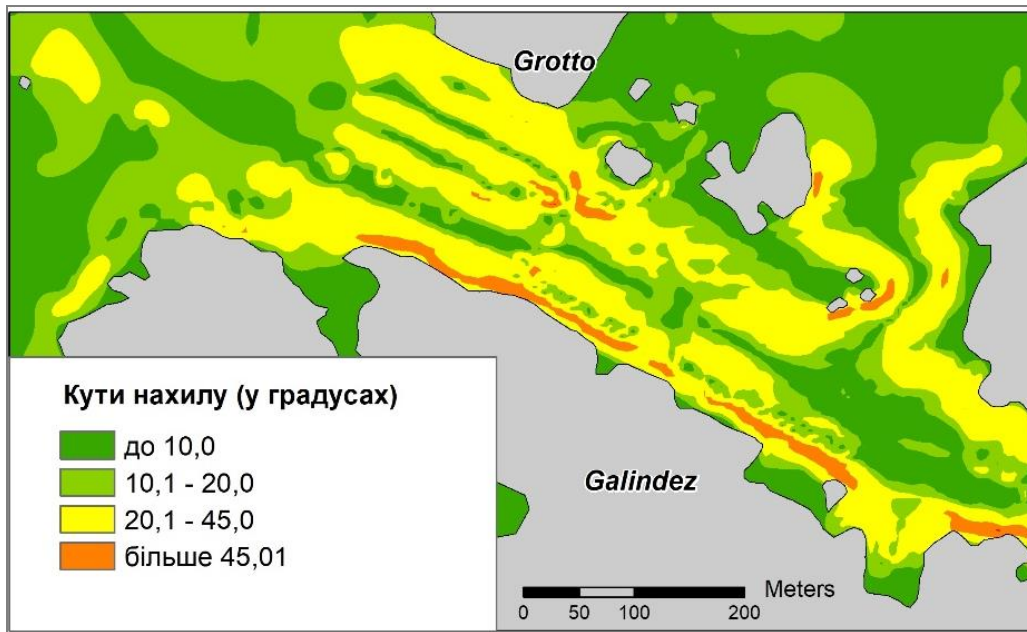 Grotto
Кути нахилу (у градусах)
до 10,0
10,1 - 20,0
20,1 - 45,0
більше 45,01
Galindez
Meters
0 50 100 200